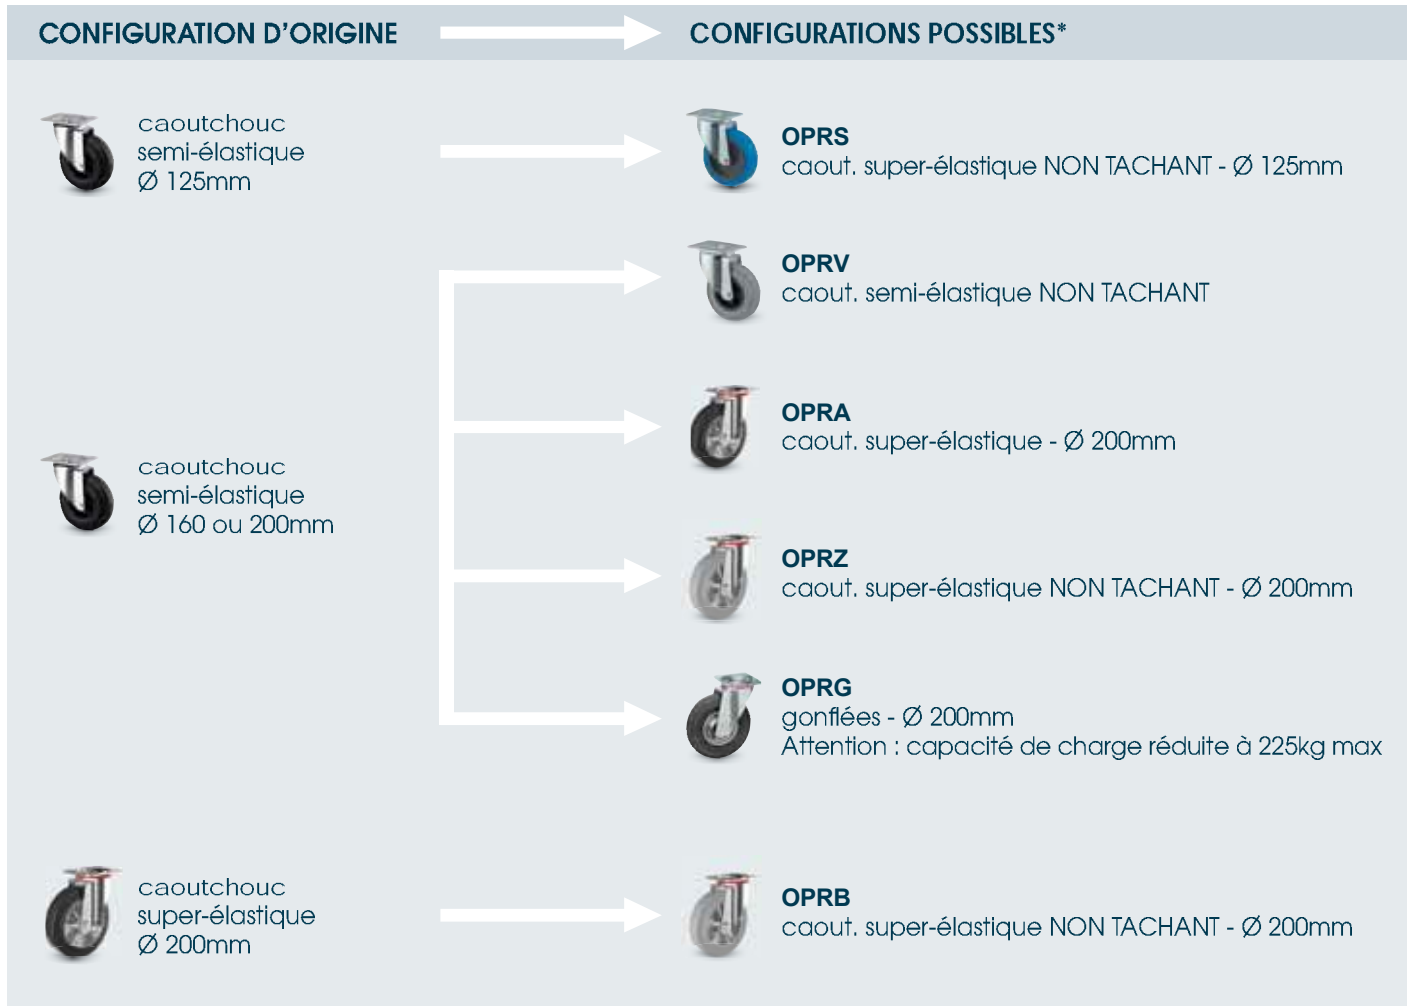 CONFIGURATION D’ORIGINE
CONFIGURATIONS POSSIBLES*
caoutchouc
semi-élastique
Ø 125mm
OPRS
caout. super-élastique NON TACHANT - Ø 125mm
OPRV
caout. semi-élastique NON TACHANT
caoutchouc
semi-élastique
Ø 160 ou 200mm
OPRA
caout. super-élastique - Ø 200mm
OPRZ
caout. super-élastique NON TACHANT - Ø 200mm
OPRG
gonflées - Ø 200mm
Attention : capacité de charge réduite à 225kg max
caoutchouc
super-élastique
Ø 200mm
OPRB
caout. super-élastique NON TACHANT - Ø 200mm